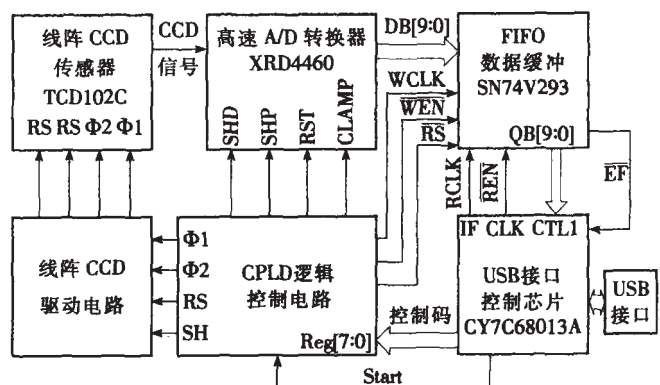 线阵 CCD
传感器
TCD102C
RS RS Φ2 Φ1
CCD
信号
高速 A/D 转换器
XRD4460
SHD
SHP
RST
CLAMP
DB[9:0]
WCLK
WEN
RS
FIFO
数据缓冲
SN74V293
QB[9:0]
EF
RCLK
REN
线阵 CCD
驱动电路
Φ1
Φ2
RS
SH
CPLD逻辑
控制电路
Reg[7:0]
控制码
IF CLK CTL1
USB接口
控制芯片
CY7C68013A
USB
接口
Start